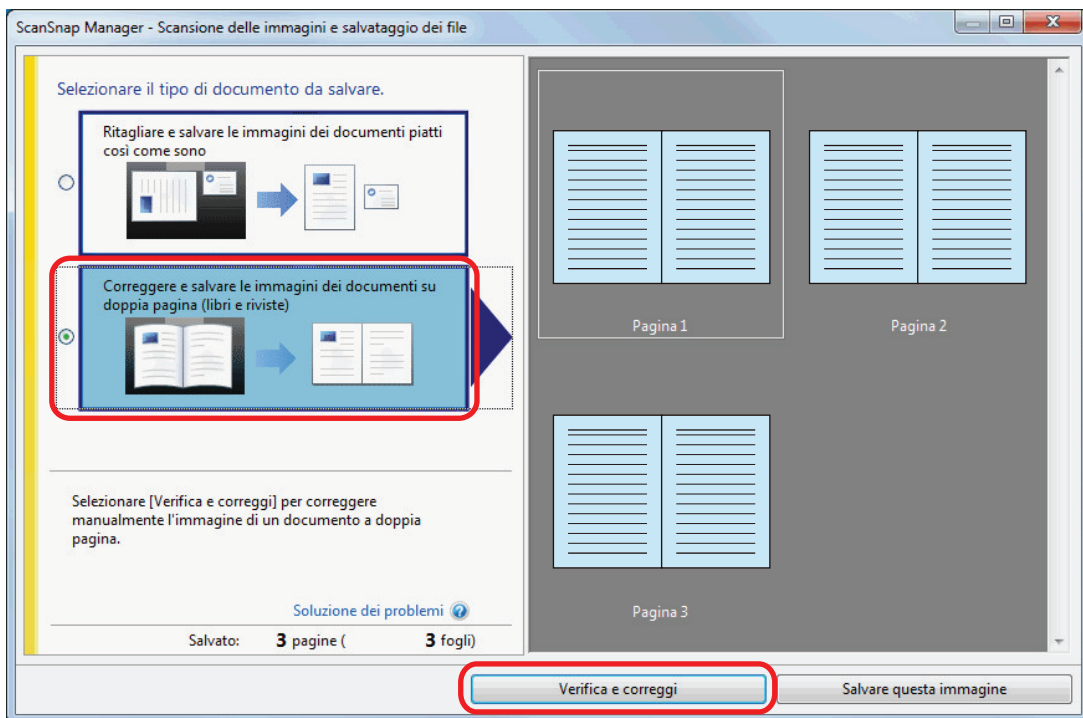 ScanSnap Manager - Scansione delle immagini e salvataggio dei file
Selezionare il tipo di documento da salvare.
Ritagliare e salvare le immagini dei documenti piatti
così come sono
Correggere e salvare le immagini dei documenti su
doppia pagina (libri e riviste)
Selezionare [Verifica e correggi] per correggere
manualmente l'immagine di un documento a doppia
pagina.
Soluzione dei problemi ?
Salvato: 3 pagine ( 3 fogli)
Pagina 1
Pagina 2
Pagina 3
Verifica e correggi
Salvare questa immagine